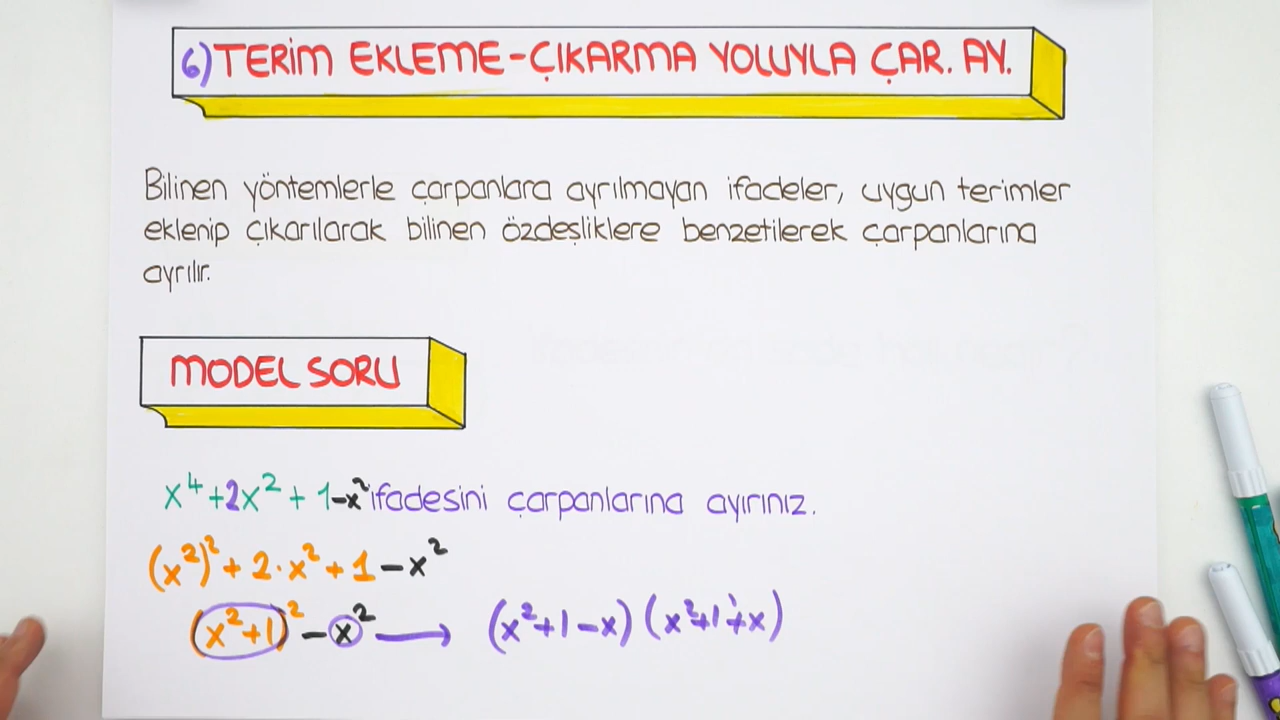 6) TERİM EKLEME-ÇIKARMA YOLUYLA ÇAR. AY.
Bilinen yöntemlerle çarpanlara ayrılmayan ifadeler, uygun terimler
eklenip çıkarılarak bilinen özdeşliklere benzetilerek çarpanlarına
ayrılır.
MODEL SORU
x⁴+2x²+1-x² ifadesini çarpanlarına ayırınız.
(x²)²+2·x²+1-x²
(x²+1)²-x² → (x²+1-x)(x²+1+x)